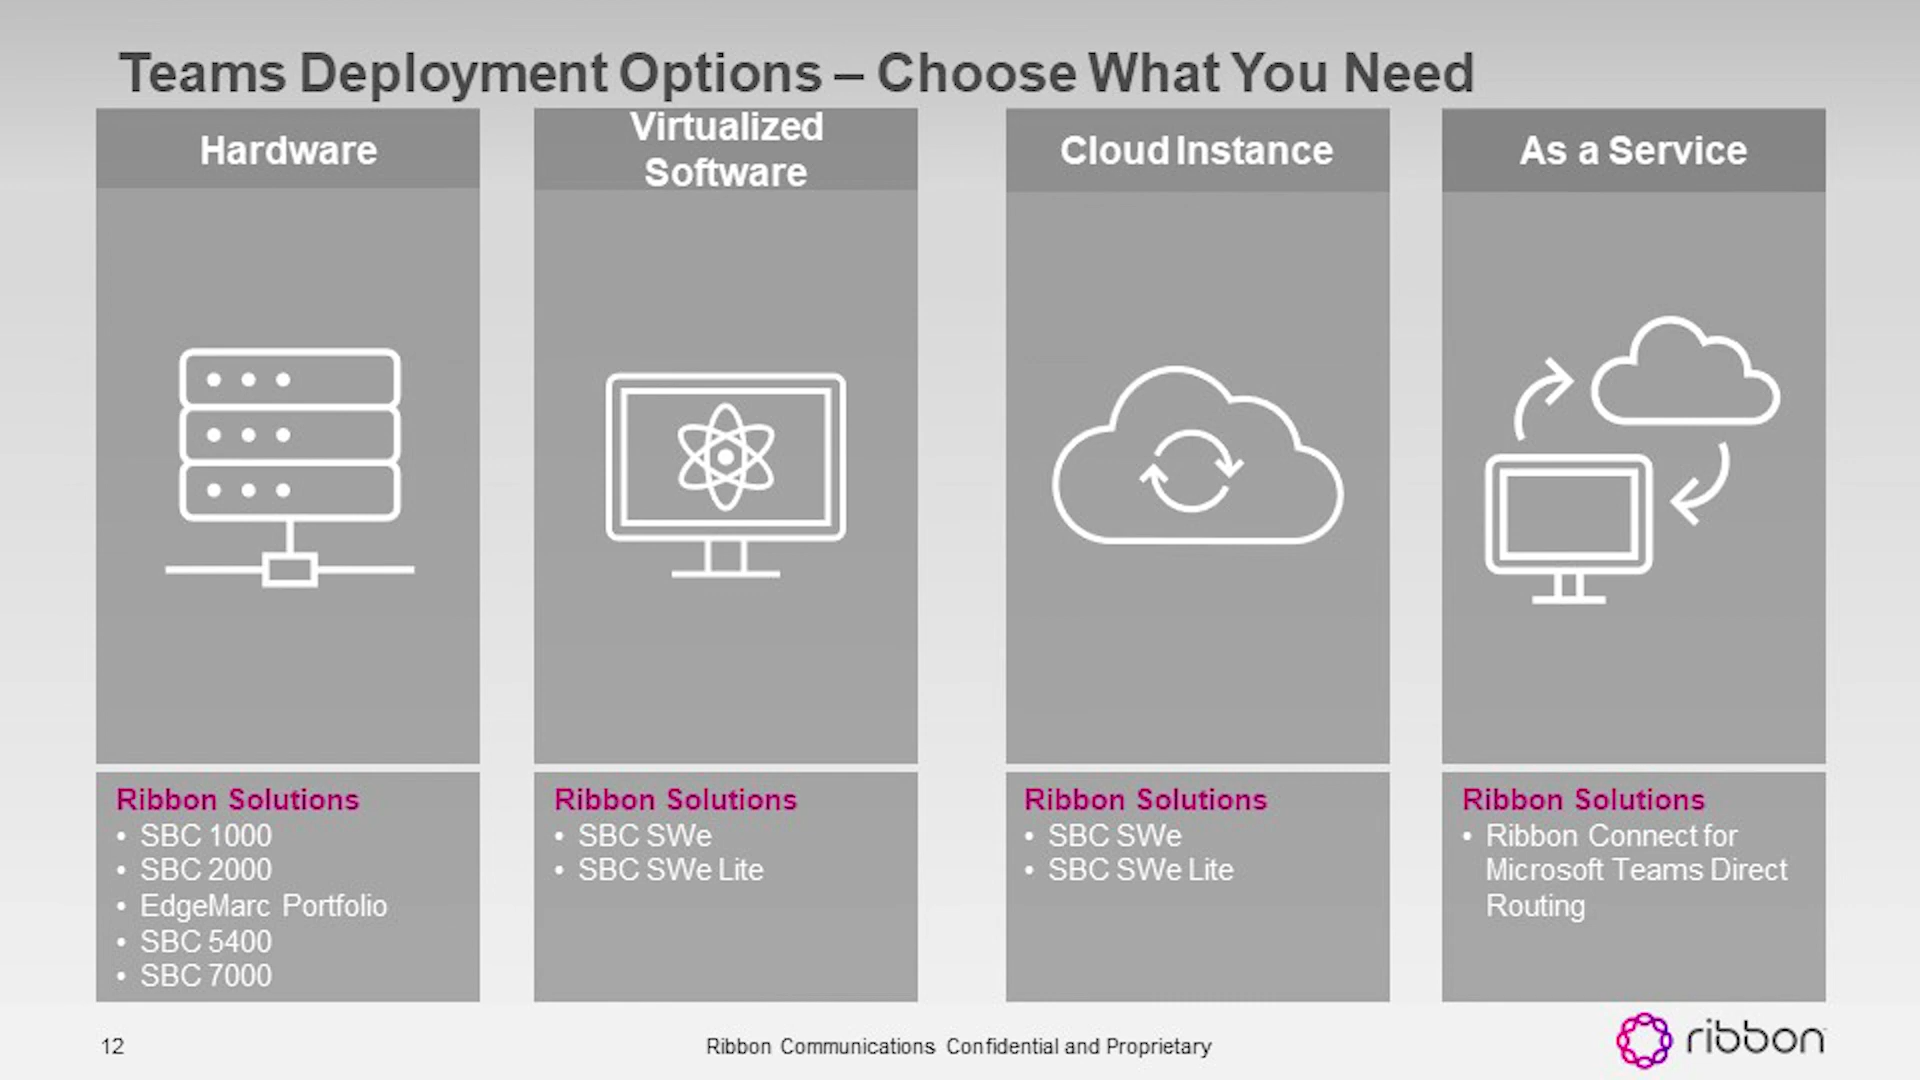 Teams Deployment Options – Choose What You Need
Hardware
Virtualized
Software
Cloud Instance
As a Service
Ribbon Solutions
• SBC 1000
• SBC 2000
• EdgeMarc Portfolio
• SBC 5400
• SBC 7000
Ribbon Solutions
• SBC SWe
• SBC SWe Lite
Ribbon Solutions
• SBC SWe
• SBC SWe Lite
Ribbon Solutions
• Ribbon Connect for
Microsoft Teams Direct
Routing
12
Ribbon Communications Confidential and Proprietary
ribbon